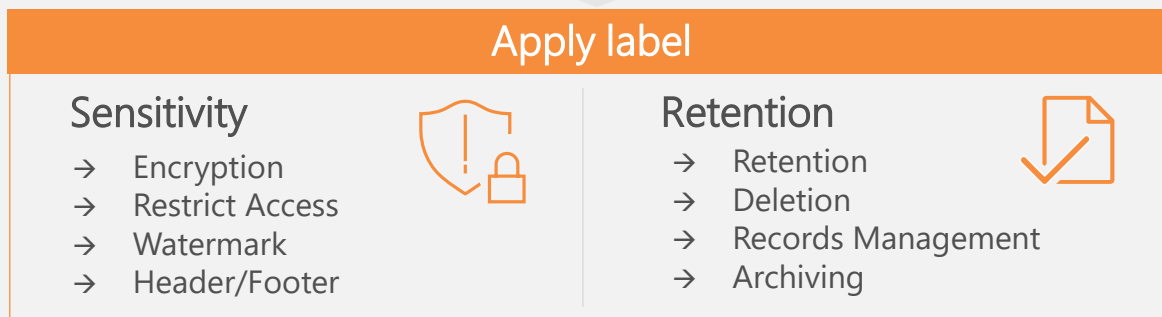 Apply label
Sensitivity
→ Encryption
→ Restrict Access
→ Watermark
→ Header/Footer
Retention
→ Retention
→ Deletion
→ Records Management
→ Archiving